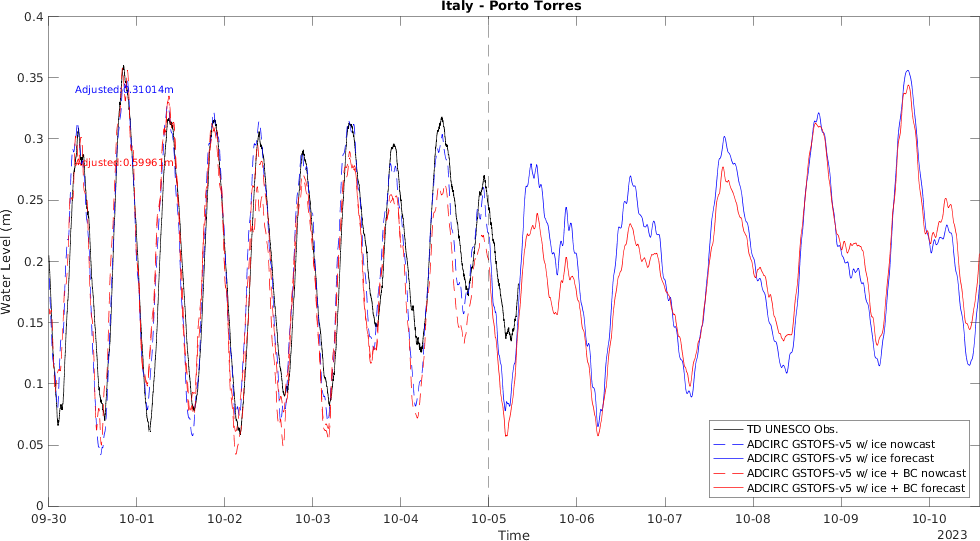 Italy - Porto Torres
0.4
0.35
0.3
0.25
0.2
0.15
0.1
0.05
0
Water Level (m)
Adjusted:0.31014m
Adjusted:0.59961m
TD UNESCO Obs.
ADCIRC GSTOFS-v5 w/ ice nowcast
ADCIRC GSTOFS-v5 w/ ice forecast
ADCIRC GSTOFS-v5 w/ ice + BC nowcast
ADCIRC GSTOFS-v5 w/ ice + BC forecast
09-30 10-01 10-02 10-03 10-04 10-05 10-06 10-07 10-08 10-09 10-10
Time
2023